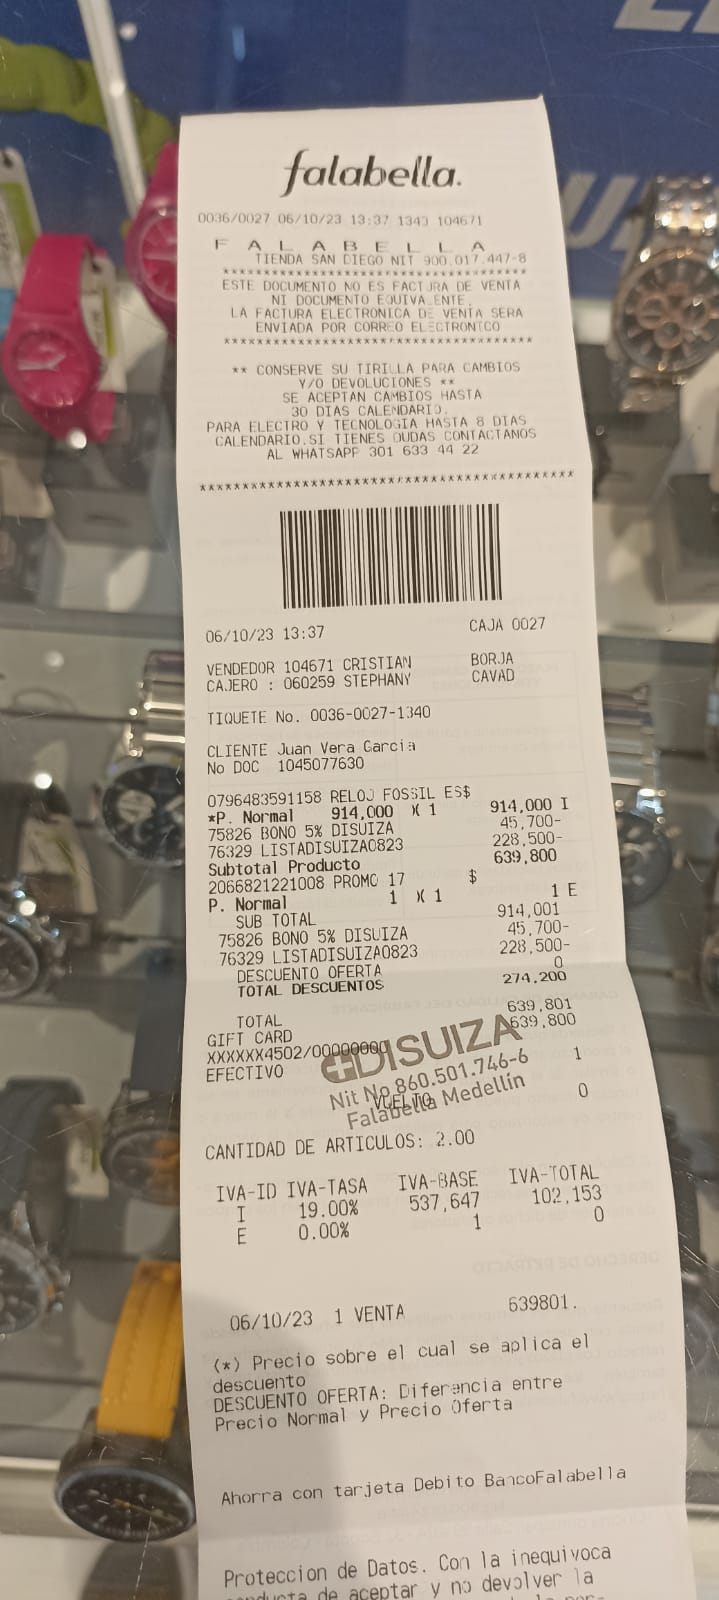 falabella.
0036/0027 06/10/23 13:37 1343 104671
F A L A B E L L A
TIENDA SAN DIEGO NIT 900.017.447-8
************************************
ESTE DOCUMENTO NO ES FACTURA DE VENTA
NI DOCUMENTO EQUIVALENTE.
LA FACTURA ELECTRONICA DE VENTA SERA
ENVIADA POR CORREO ELECTRONICO
************************************
** CONSERVE SU TIRILLA PARA CAMBIOS
Y/O DEVOLUCIONES **
SE ACEPTAN CAMBIOS HASTA
30 DIAS CALENDARIO.
PARA ELECTRO Y TECNOLOGIA HASTA 8 DIAS
CALENDARIO.SI TIENES DUDAS CONTACTANOS
AL WHATSAPP 301 633 44 22
********************************************
06/10/23 13:37 CAJA 0027
VENDEDOR 104671 CRISTIAN BORJA
CAJERO : 060259 STEPHANY CAVAD
TIQUETE No. 0036-0027-1340
CLIENTE Juan Vera Garcia
No DOC 1045077630
0796483591158 RELOJ FOSSIL ES$
*P. Normal 914,000 X 1 914,000 I
75826 BONO 5% DISUIZA 45,700-
76329 LISTADISUIZA0823 228,500-
Subtotal Producto 639,800
2066821221008 PROMO 17 $
P. Normal 1 X 1 1 E
SUB TOTAL 914,001
75826 BONO 5% DISUIZA 45,700-
76329 LISTADISUIZA0823 228,500-
DESCUENTO OFERTA 0
TOTAL DESCUENTOS 274,200
TOTAL 639,801
GIFT CARD 639,800
XXXXXX4502/00000000
EFECTIVO 1
DISUIZA
Nit No 860.501.746-6
VUELTO 0
Falabella Medellín
CANTIDAD DE ARTICULOS: 2.00
IVA-ID IVA-TASA IVA-BASE IVA-TOTAL
I 19.00% 537,647 102,153
E 0.00% 1 0
06/10/23 1 VENTA 639801.
(*) Precio sobre el cual se aplica el
descuento
DESCUENTO OFERTA: Diferencia entre
Precio Normal y Precio Oferta
Ahorra con tarjeta Debito BancoFalabella
Proteccion de Datos. Con la inequivoca
conducta de aceptar y no devolver la